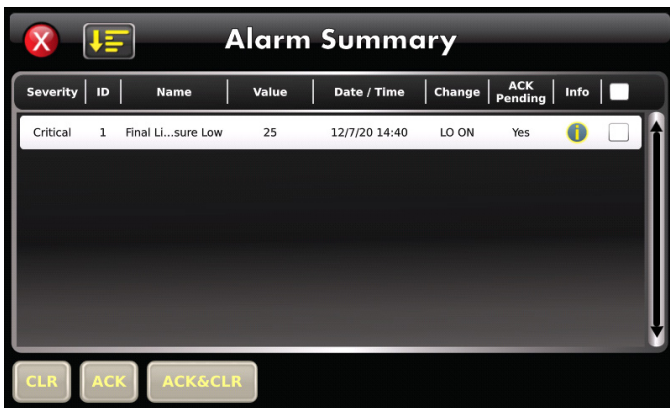 Alarm Summary
Severity ID Name Value Date / Time Change ACK Pending Info
Critical 1 Final Li...sure Low 25 12/7/20 14:40 LO ON Yes
CLR ACK ACK&CLR